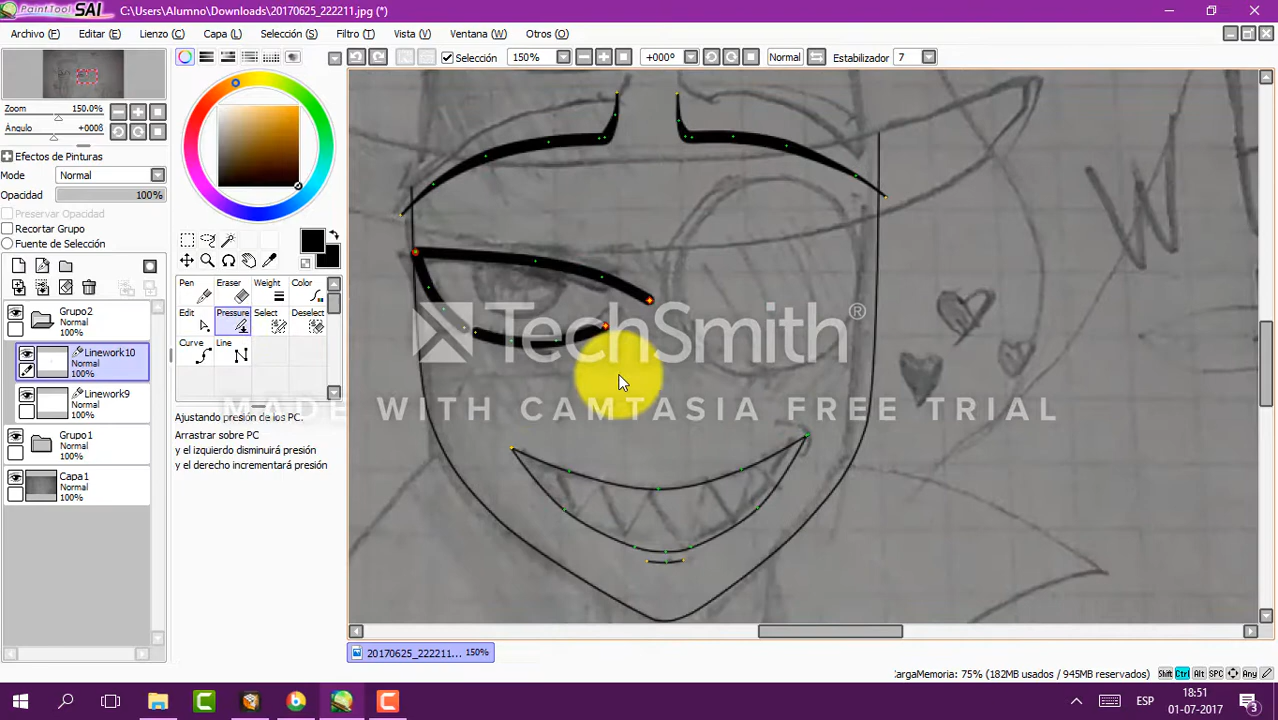 PaintTool SAI C:\Users\Alumno\Downloads\20170625_222211.jpg (*)
Archivo (F) Editar (E) Lienzo (C) Capa (L) Selección (S) Filtro (T) Vista (V) Ventana (W) Otros (O)
Selección 150% +000º Normal Estabilizador 7
Zoom 150.0%
Ángulo +000ß
Efectos de Pinturas
Modo Normal
Opacidad 100%
Preservar Opacidad
Recortar Grupo
Fuente de Selección
Pen Eraser Weight Color
Edit Pressure Select Deselect
Curve Line
Grupo2
Normal
100%
Linework10
Normal
100%
Linework9
Normal
100%
Grupo1
Normal
100%
Capa1
Normal
100%
Ajustando presión de los PC.
Arrastrar sobre PC
y el izquierdo disminuirá presión
y el derecho incrementará presión
TechSmith®
MADE WITH CAMTASIA FREE TRIAL
20170625_222211... 150%
CargaMemoria: 75% (182MB usados / 945MB reservados) Shift Ctrl Alt SPC Any
ESP
18:51
01-07-2017
3